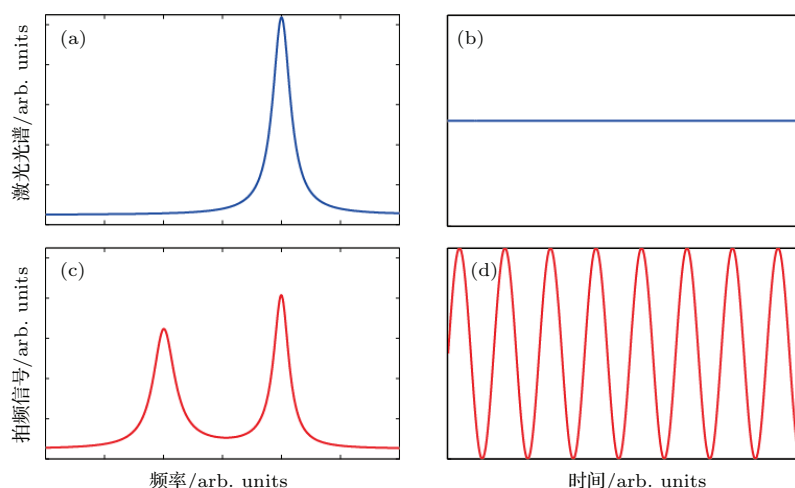 (a)
(b)
激光光谱/arb. units
(c)
(d)
拍频信号/arb. units
频率/arb. units
时间/arb. units